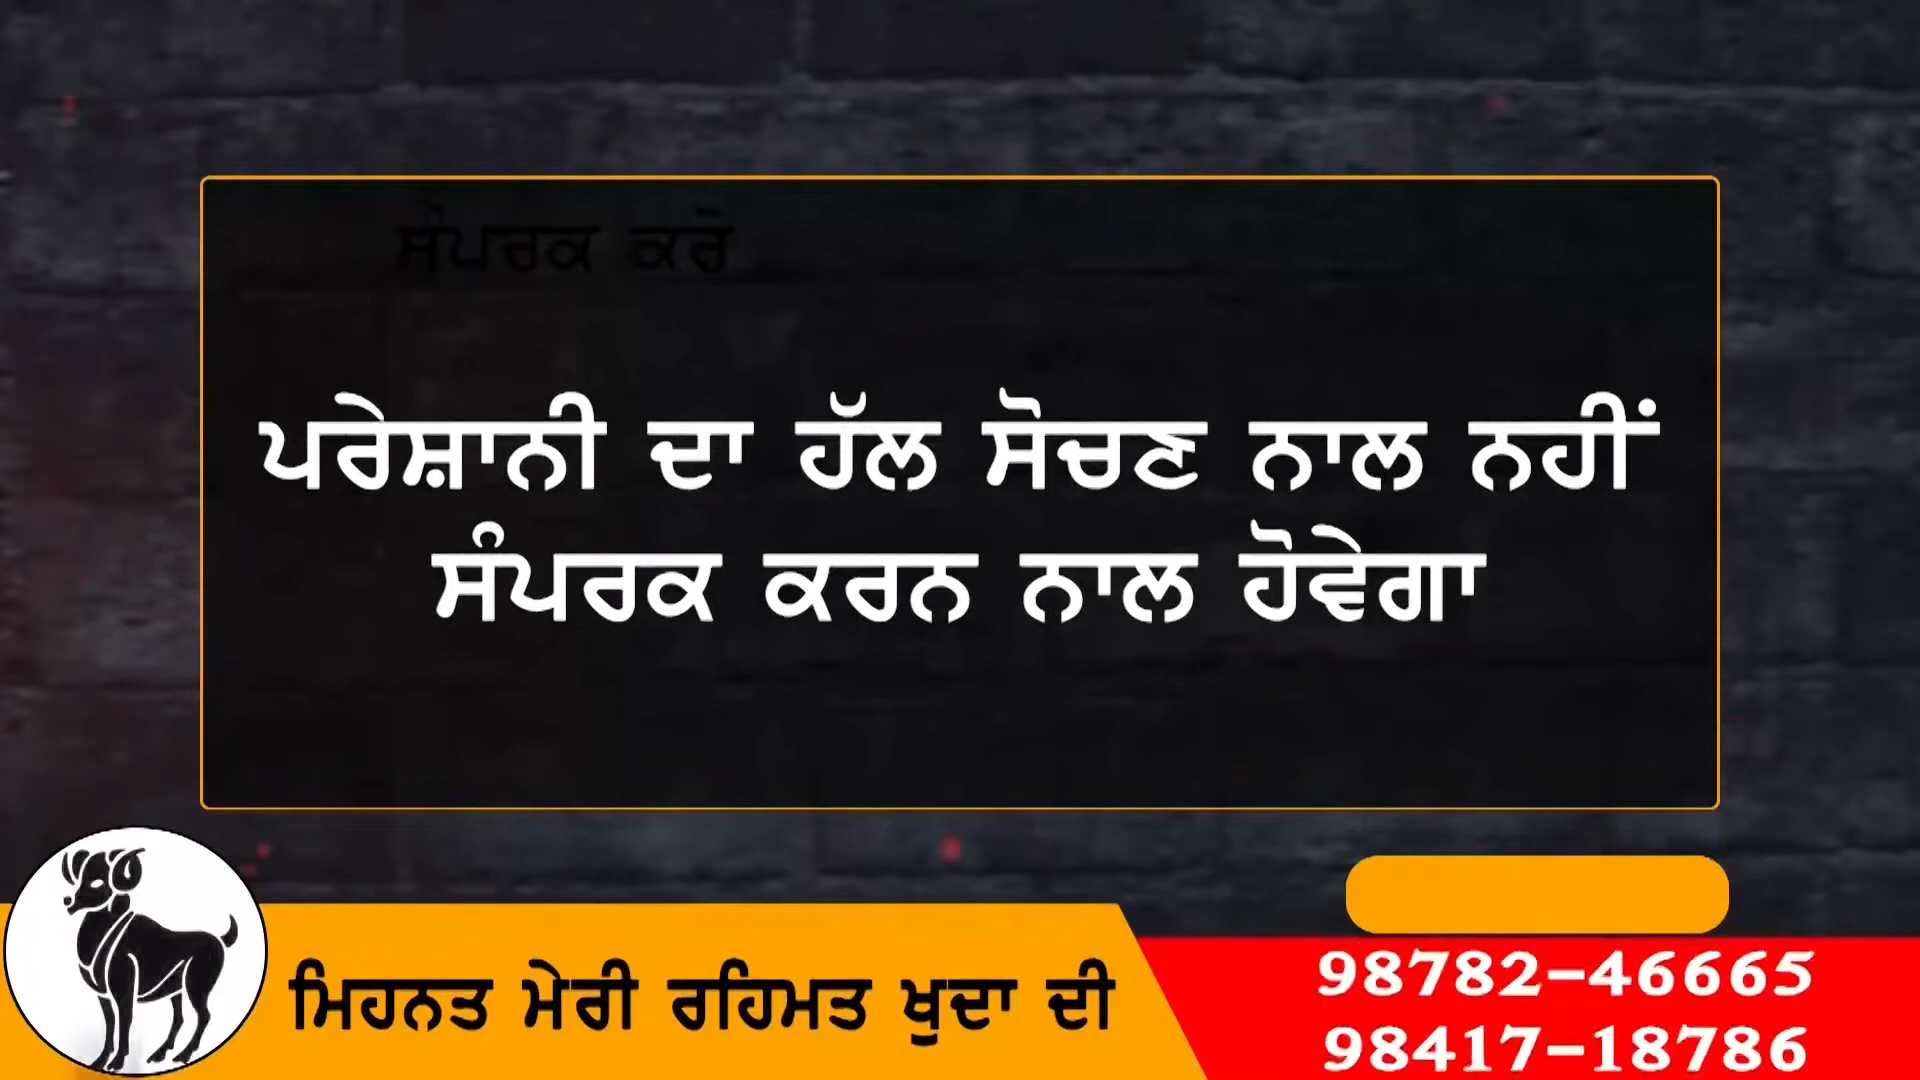 ਸੰਪਰਕ ਕਰੋ
ਪਰੇਸ਼ਾਨੀ ਦਾ ਹੱਲ ਸੋਚਣ ਨਾਲ ਨਹੀਂ
ਸੰਪਰਕ ਕਰਨ ਨਾਲ ਹੋਵੇਗਾ
ਮਿਹਨਤ ਮੇਰੀ ਰਹਿਮਤ ਖੁਦਾ ਦੀ
98782-46665
98417-18786